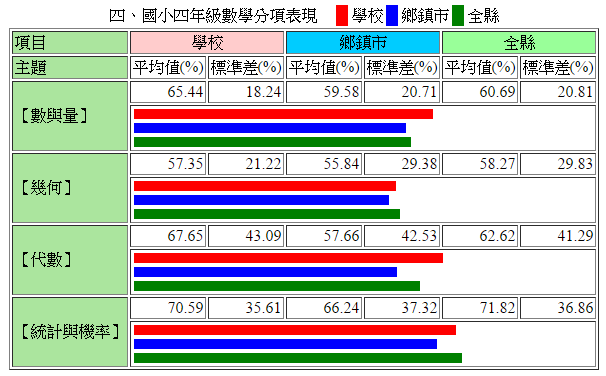 四、國小四年級數學分項表現 學校 鄉鎮市 全縣
項目 學校 鄉鎮市 全縣
主題 平均值(%) 標準差(%) 平均值(%) 標準差(%) 平均值(%) 標準差(%)
【數與量】 65.44 18.24 59.58 20.71 60.69 20.81
【幾何】 57.35 21.22 55.84 29.38 58.27 29.83
【代數】 67.65 43.09 57.66 42.53 62.62 41.29
【統計與機率】 70.59 35.61 66.24 37.32 71.82 36.86